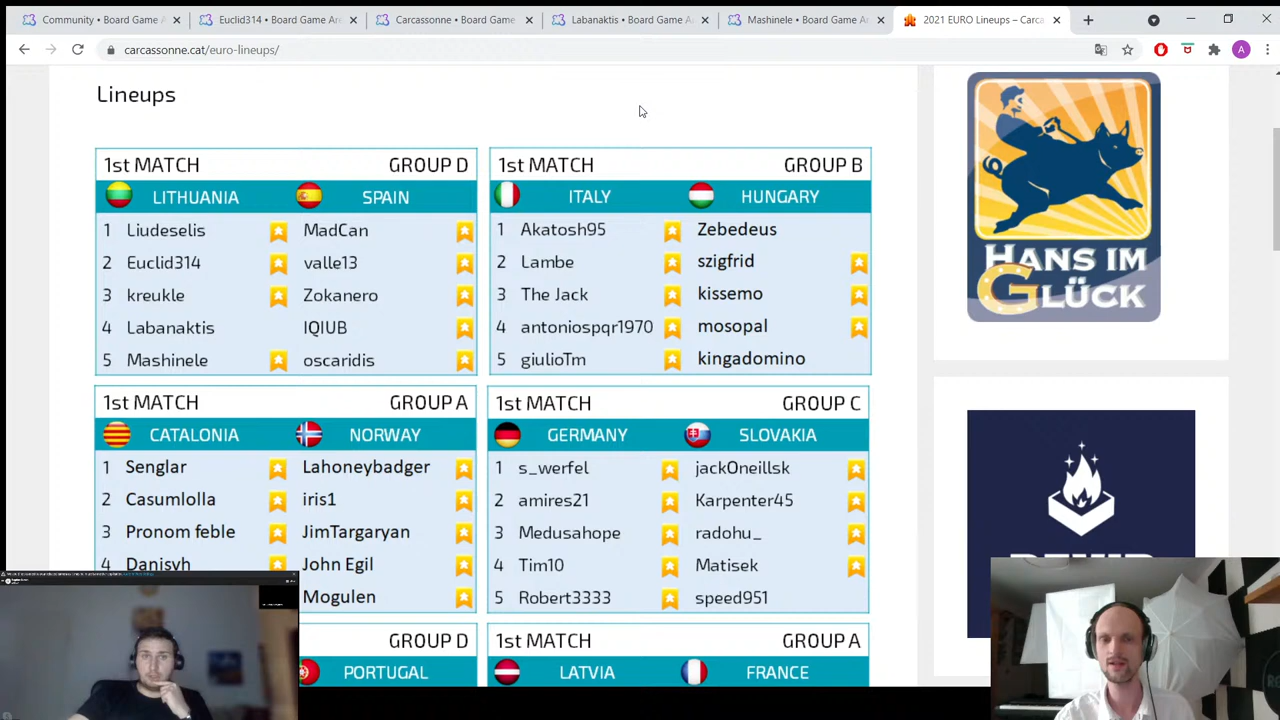 Community • Board Game A
Euclid314 • Board Game Are
Carcassonne • Board Game
Labanaktis • Board Game Ar
Mashinele • Board Game Ar
2021 EURO Lineups – Carca
carcassonne.cat/euro-lineups/
A
Lineups
1st MATCH GROUP D
LITHUANIA SPAIN
1 Liudeselis MadCan
2 Euclid314 valle13
3 kreukle Zokanero
4 Labanaktis IQIUB
5 Mashinele oscaridis
1st MATCH GROUP B
ITALY HUNGARY
1 Akatosh95 Zebedeus
2 Lambe szigfrid
3 The Jack kissemo
4 antoniospqr1970 mosopal
5 giulioTm kingadomino
1st MATCH GROUP A
CATALONIA NORWAY
1 Senglar Lahoneybadger
2 Casumlolla iris1
3 Pronom feble JimTargaryan
4 Danisvh John Egil
Mogulen
1st MATCH GROUP C
GERMANY SLOVAKIA
1 s_werfel jackOneillsk
2 amires21 Karpenter45
3 Medusahope radohu_
4 Tim10 Matisek
5 Robert3333 speed951
GROUP D
PORTUGAL
1st MATCH GROUP A
LATVIA FRANCE
HANS IM
GLÜCK